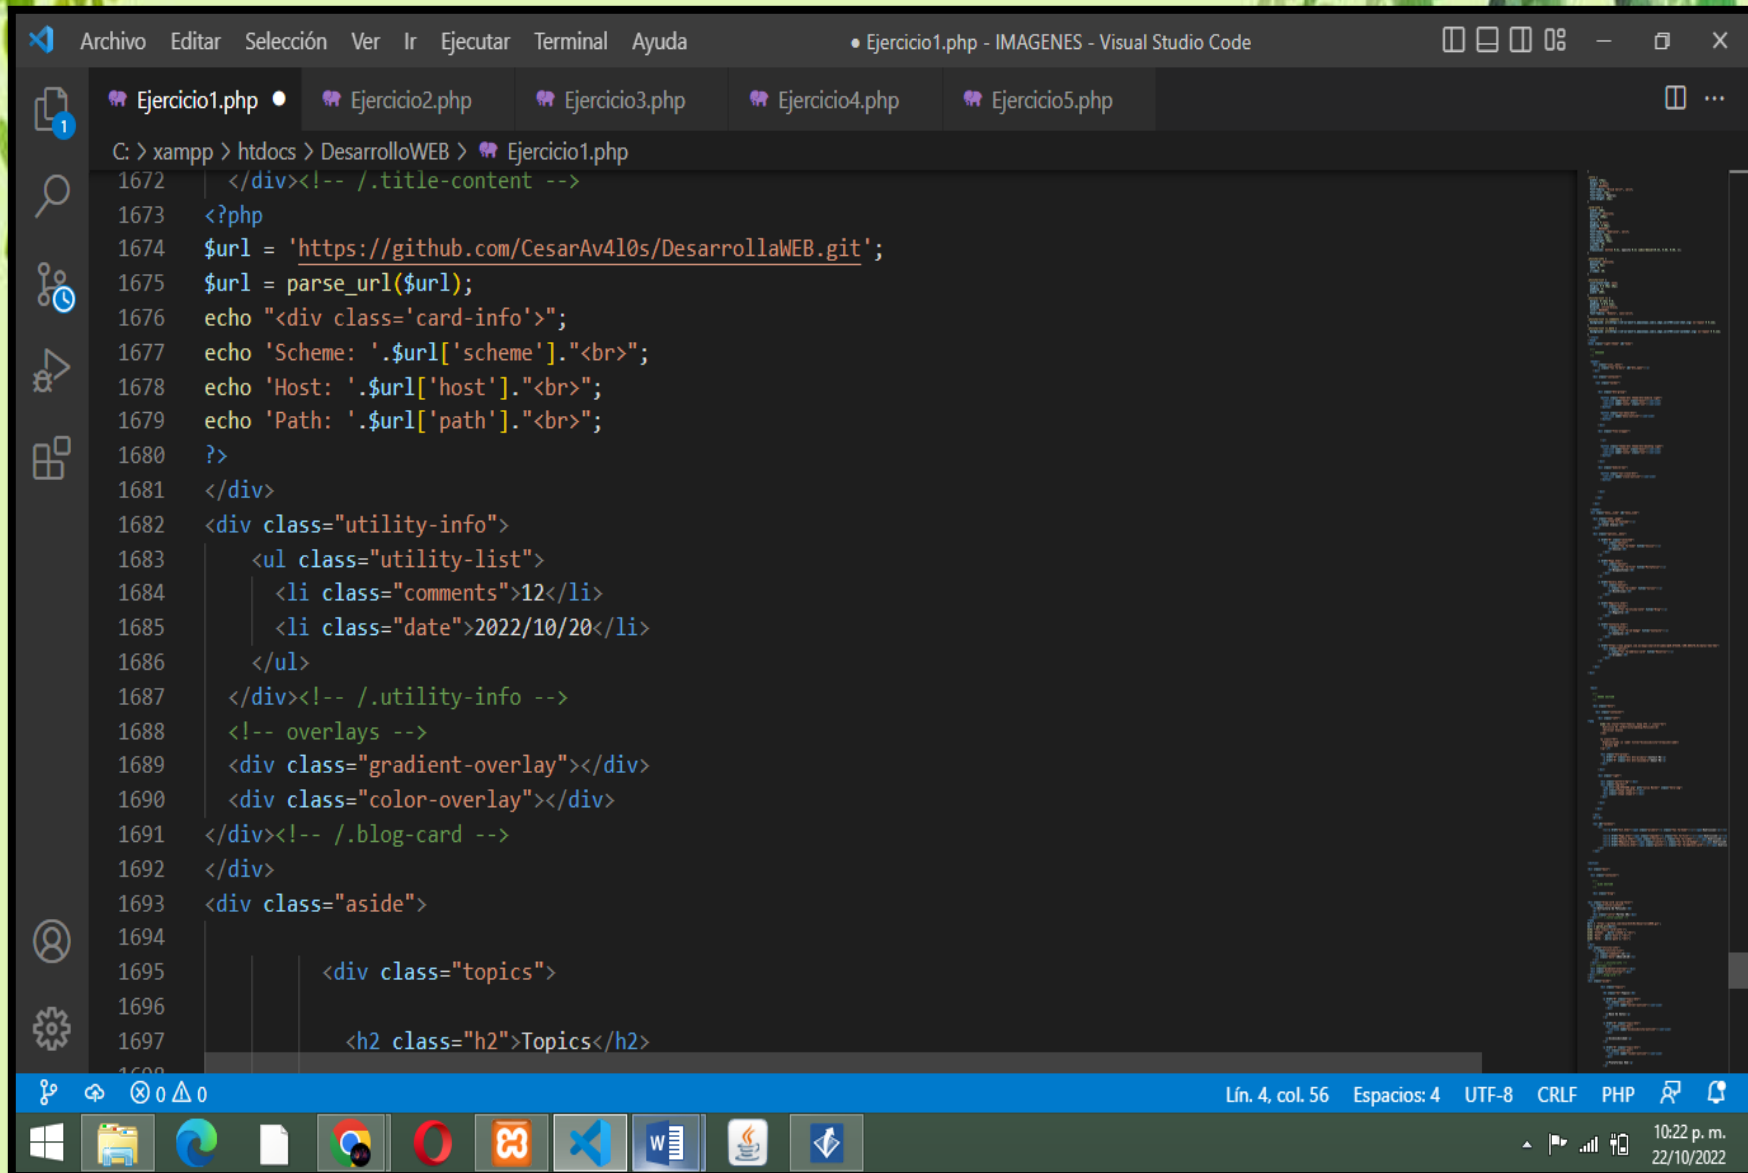 Archivo Editar Selección Ver Ir Ejecutar Terminal Ayuda ● Ejercicio1.php - IMAGENES - Visual Studio Code
Ejercicio1.php ● Ejercicio2.php Ejercicio3.php Ejercicio4.php Ejercicio5.php
C: > xampp > htdocs > DesarrolloWEB > Ejercicio1.php
1
1672 </div><!-- /.title-content -->
1673 <?php
1674 $url = 'https://github.com/CesarAv4l0s/DesarrollaWEB.git';
1675 $url = parse_url($url);
1676 echo "<div class='card-info'>";
1677 echo 'Scheme: '.$url['scheme']."<br>";
1678 echo 'Host: '.$url['host']."<br>";
1679 echo 'Path: '.$url['path']."<br>";
1680 ?>
1681 </div>
1682 <div class="utility-info">
1683 <ul class="utility-list">
1684 <li class="comments">12</li>
1685 <li class="date">2022/10/20</li>
1686 </ul>
1687 </div><!-- /.utility-info -->
1688 <!-- overlays -->
1689 <div class="gradient-overlay"></div>
1690 <div class="color-overlay"></div>
1691 </div><!-- /.blog-card -->
1692 </div>
1693 <div class="aside">
1694
1695 <div class="topics">
1696
1697 <h2 class="h2">Topics</h2>
1698
0 0 Lín. 4, col. 56 Espacios: 4 UTF-8 CRLF PHP
10:22 p. m.
22/10/2022